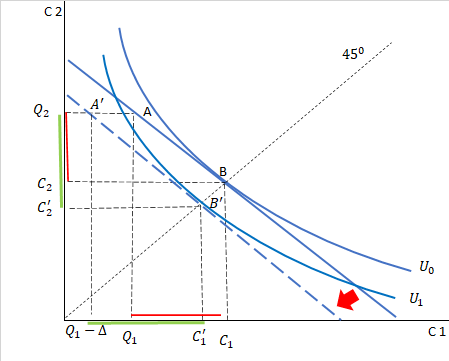 C 2
45⁰
Q₂
A′
A
C₂
B
C₂′
B′
U₀
U₁
Q₁ − Δ
Q₁
C₁′
C₁
C 1